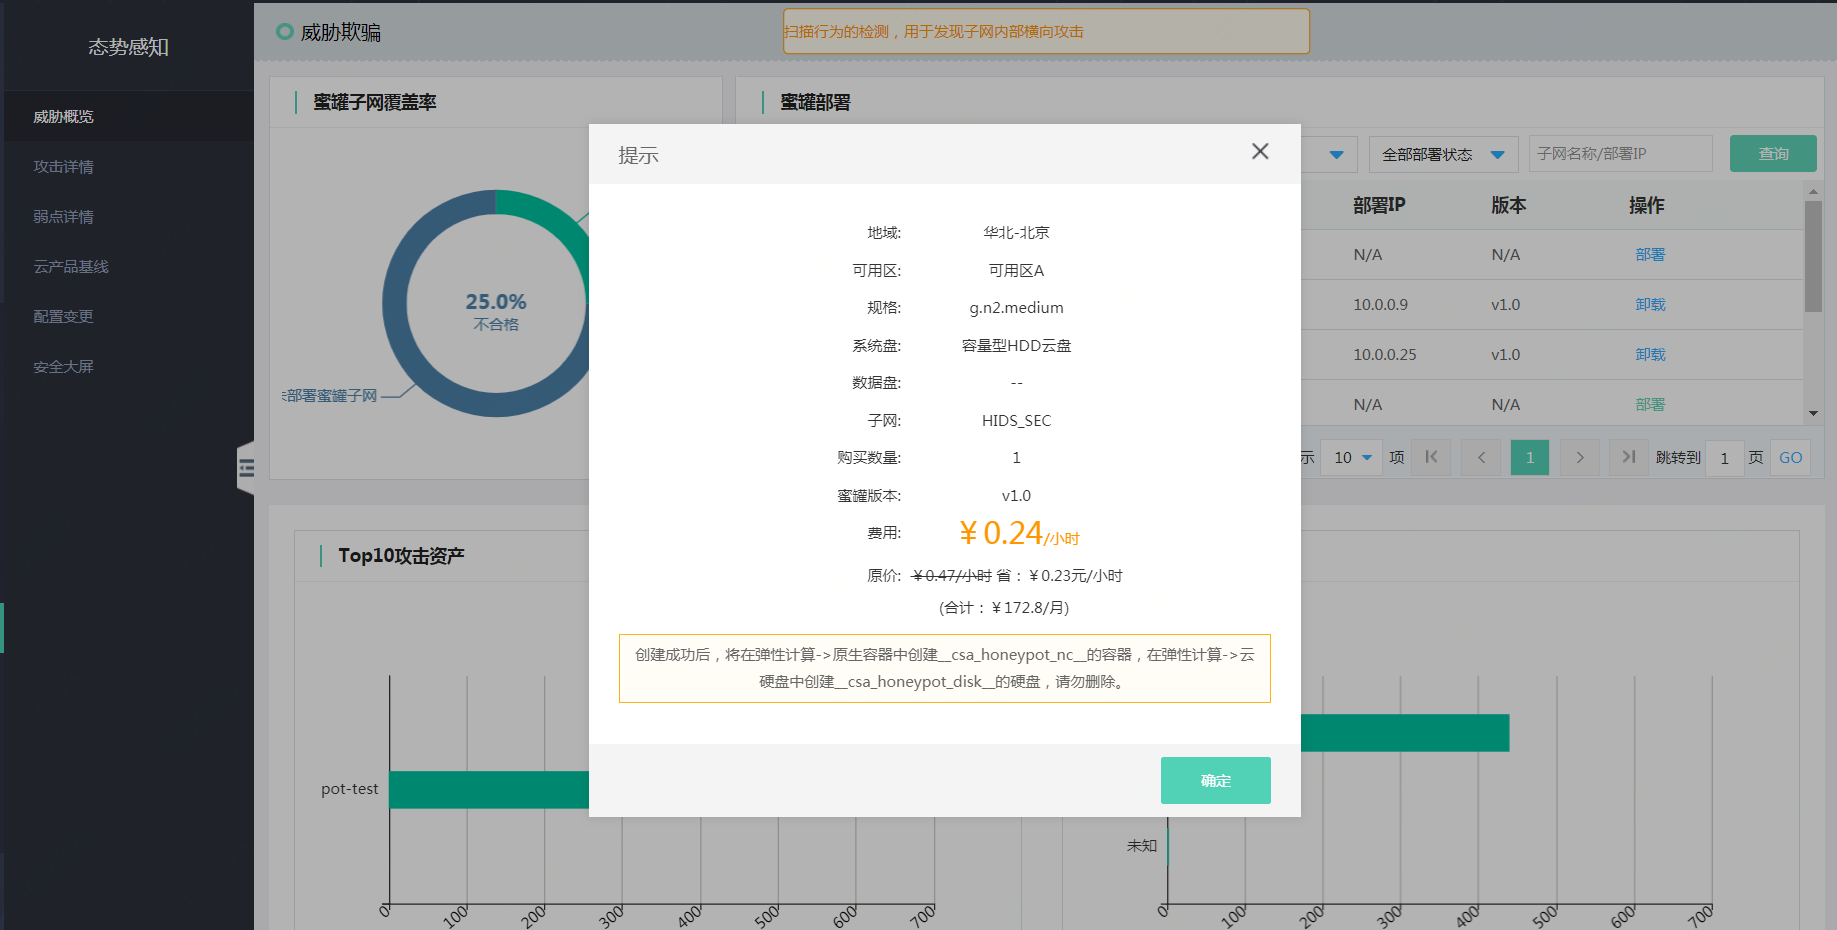 态势感知
威胁概览
攻击详情
弱点详情
云产品基线
配置变更
安全大屏
威胁欺骗
扫描行为的检测，用于发现子网内部横向攻击
蜜罐子网覆盖率
25.0%
不合格
部署蜜罐子网
蜜罐部署
全部部署状态
子网名称/部署IP
查询
部署IP 版本 操作
N/A N/A 部署
10.0.0.9 v1.0 卸载
10.0.0.25 v1.0 卸载
N/A N/A 部署
示 10 项 1 跳转到 1 页 GO
提示
地域: 华北-北京
可用区: 可用区A
规格: g.n2.medium
系统盘: 容量型HDD云盘
数据盘: --
子网: HIDS_SEC
购买数量: 1
蜜罐版本: v1.0
费用: ¥0.24/小时
原价: ¥0.47/小时 省：¥0.23元/小时
(合计：¥172.8/月)
创建成功后，将在弹性计算->原生容器中创建__csa_honeypot_nc__的容器，在弹性计算->云
硬盘中创建__csa_honeypot_disk__的硬盘，请勿删除。
确定
Top10攻击资产
pot-test
0 100 200 300 400 500 600 700
未知
0 100 200 300 400 500 600 700